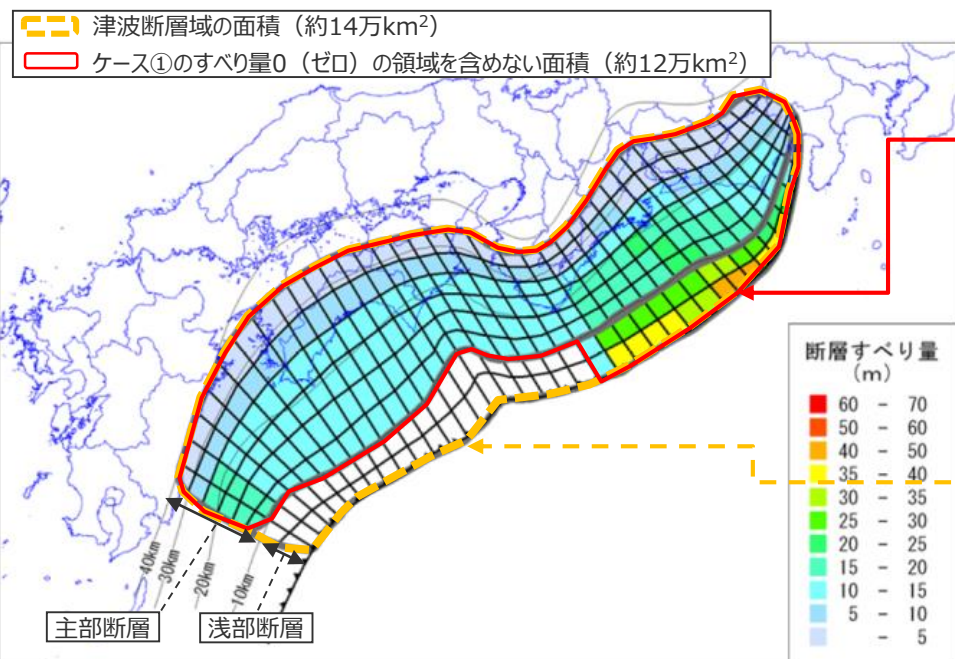 津波断層域の面積（約14万km²）
ケース①のすべり量0（ゼロ）の領域を含めない面積（約12万km²）
断層すべり量
(m)
60 － 70
50 － 60
40 － 50
35 － 40
30 － 35
25 － 30
20 － 25
15 － 20
10 － 15
5 － 10
－ 5
40km
30km
20km
10km
主部断層
浅部断層